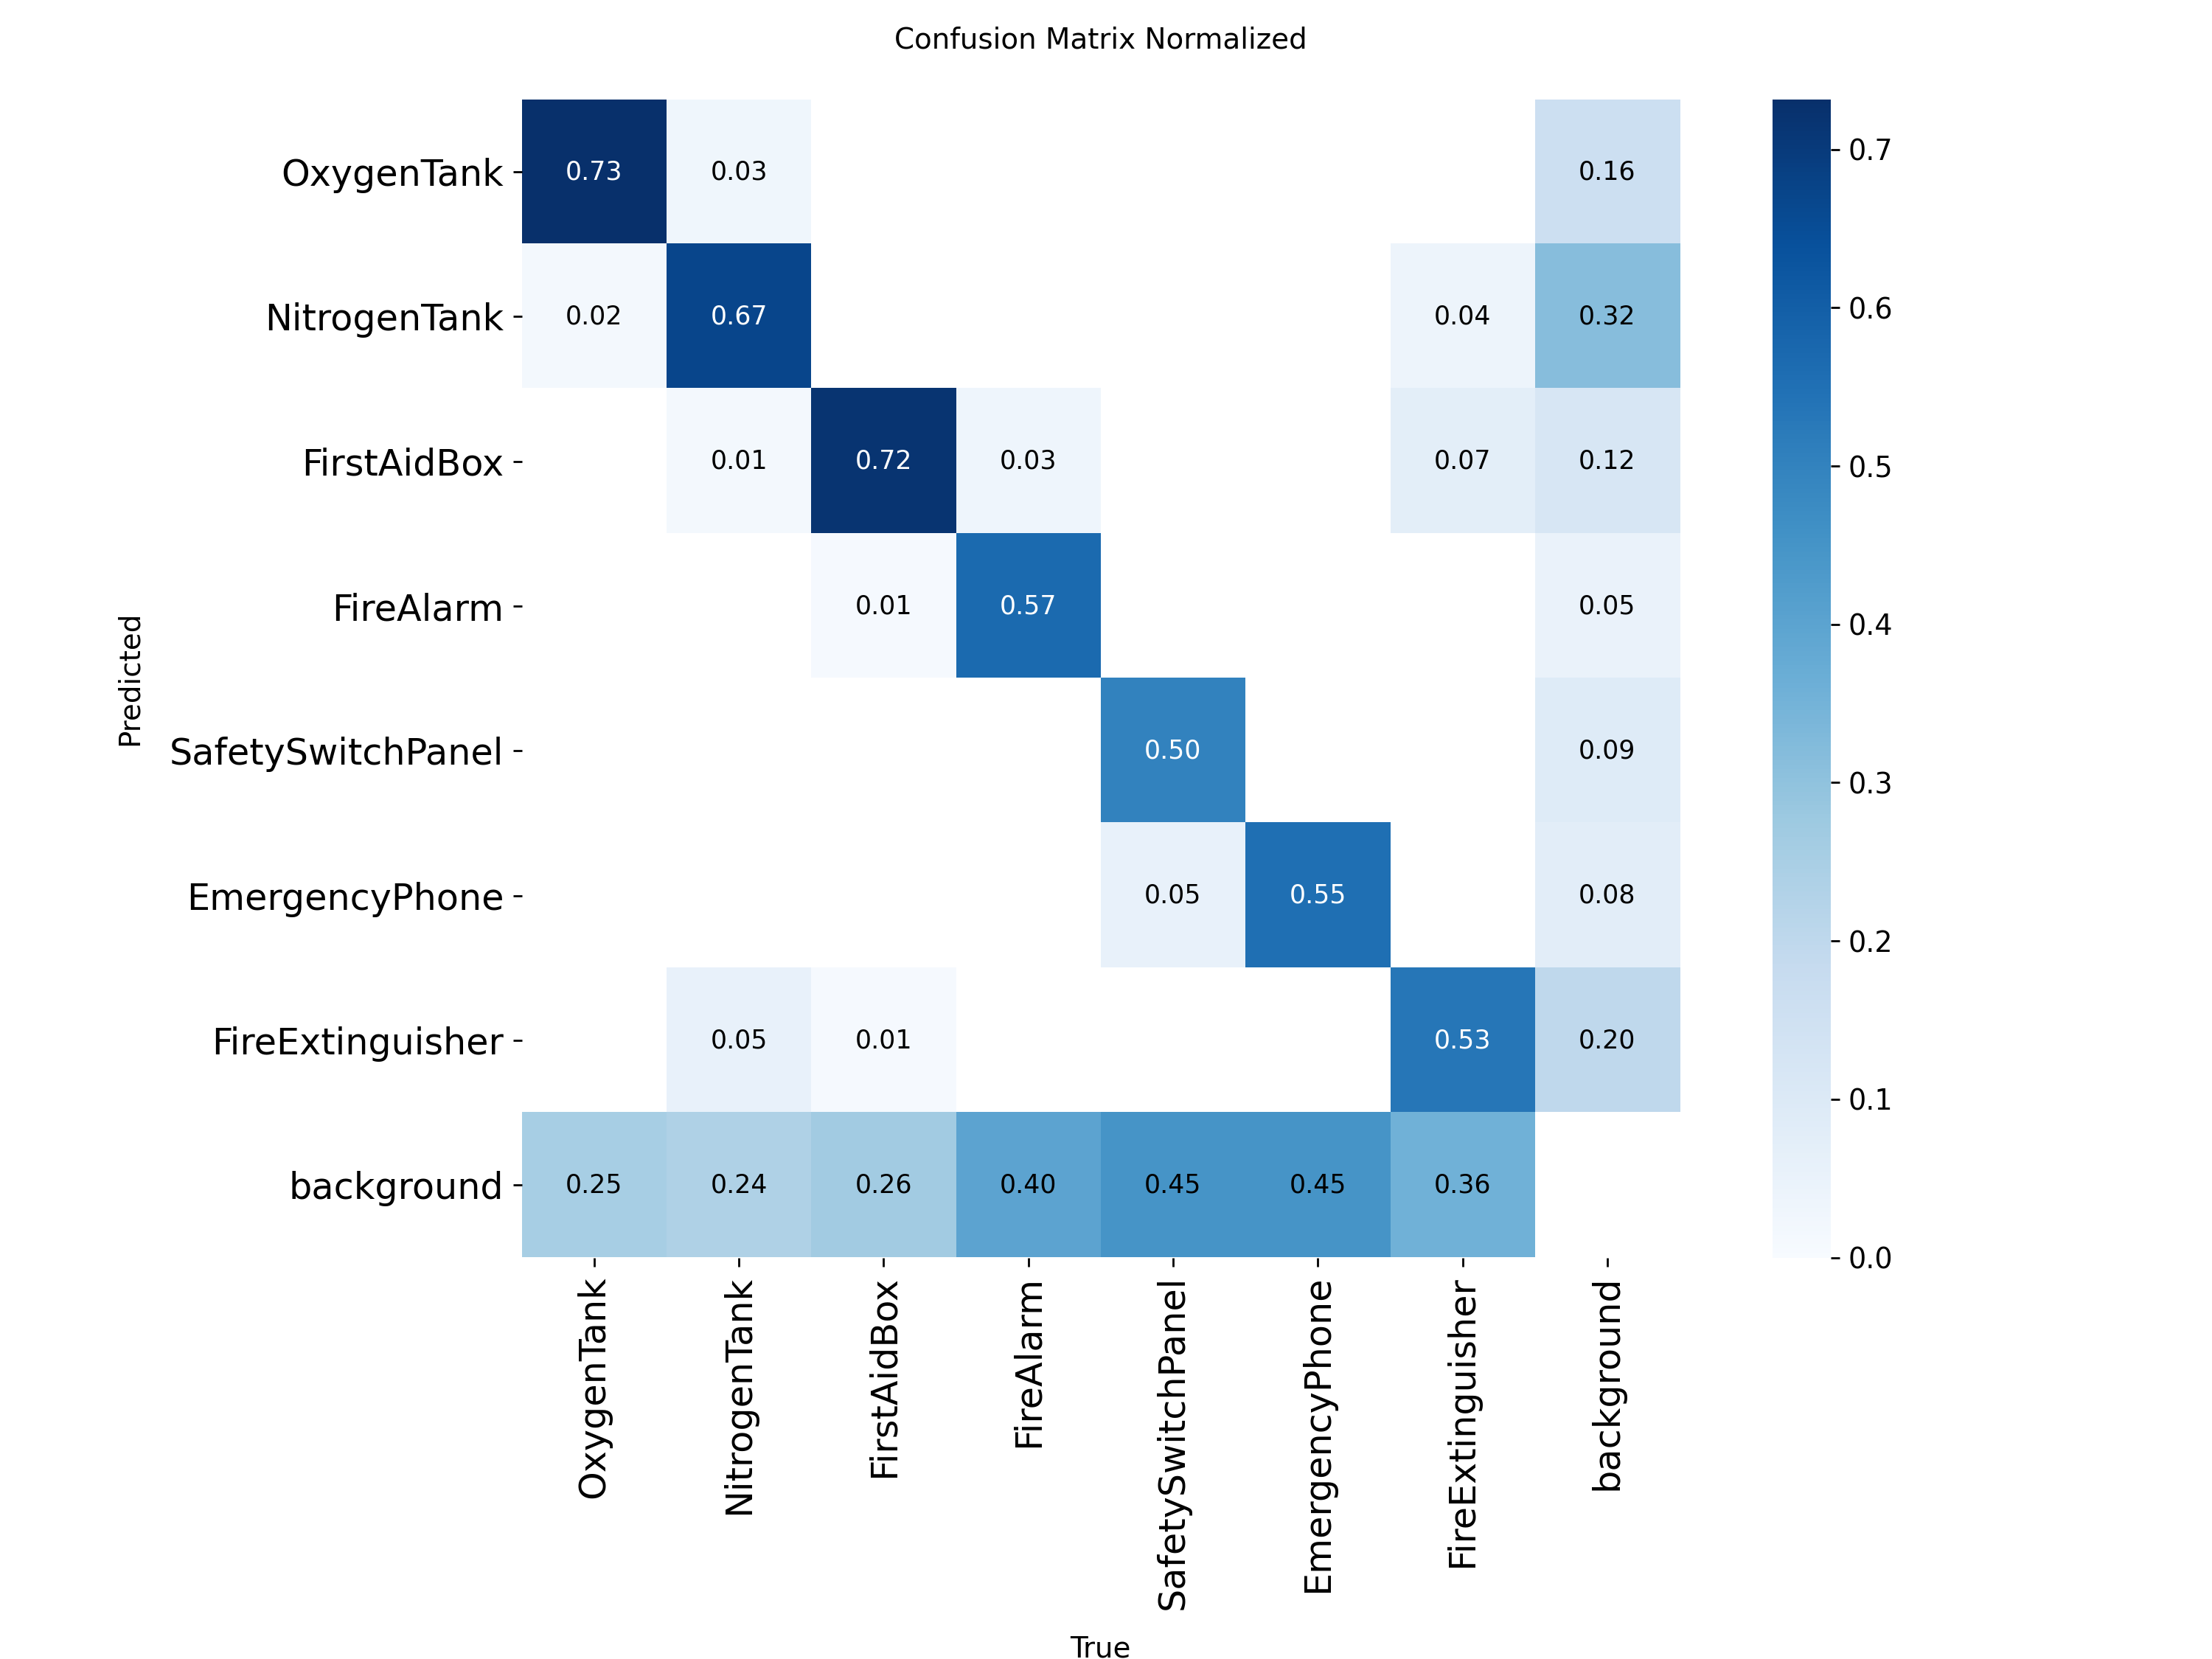 Confusion Matrix Normalized
OxygenTank 0.73 0.03 0.16
NitrogenTank 0.02 0.67 0.04 0.32
FirstAidBox 0.01 0.72 0.03 0.07 0.12
FireAlarm 0.01 0.57 0.05
SafetySwitchPanel 0.50 0.09
EmergencyPhone 0.05 0.55 0.08
FireExtinguisher 0.05 0.01 0.53 0.20
background 0.25 0.24 0.26 0.40 0.45 0.45 0.36
Predicted
OxygenTank
NitrogenTank
FirstAidBox
FireAlarm
SafetySwitchPanel
EmergencyPhone
FireExtinguisher
background
True
0.7
0.6
0.5
0.4
0.3
0.2
0.1
0.0